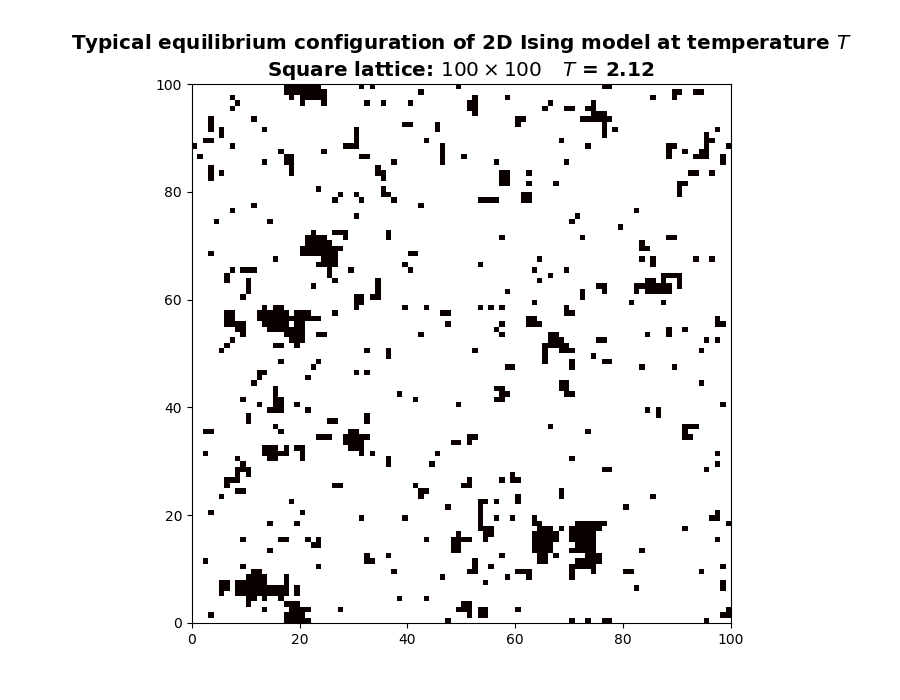 Typical equilibrium configuration of 2D Ising model at temperature T
Square lattice: 100 × 100 T = 2.12
100
80
60
40
20
0
0 20 40 60 80 100